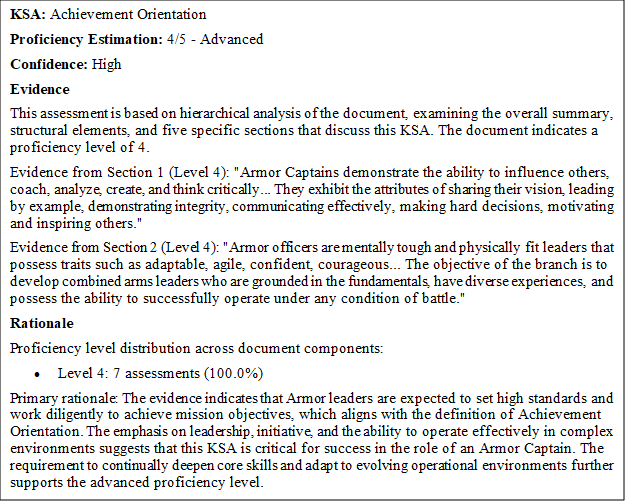 KSA: Achievement Orientation
Proficiency Estimation: 4/5 - Advanced
Confidence: High
Evidence
This assessment is based on hierarchical analysis of the document, examining the overall summary,
structural elements, and five specific sections that discuss this KSA. The document indicates a
proficiency level of 4.
Evidence from Section 1 (Level 4): "Armor Captains demonstrate the ability to influence others,
coach, analyze, create, and think critically... They exhibit the attributes of sharing their vision, leading
by example, demonstrating integrity, communicating effectively, making hard decisions, motivating
and inspiring others."
Evidence from Section 2 (Level 4): "Armor officers are mentally tough and physically fit leaders that
possess traits such as adaptable, agile, confident, courageous... The objective of the branch is to
develop combined arms leaders who are grounded in the fundamentals, have diverse experiences, and
possess the ability to successfully operate under any condition of battle."
Rationale
Proficiency level distribution across document components:
• Level 4: 7 assessments (100.0%)
Primary rationale: The evidence indicates that Armor leaders are expected to set high standards and
work diligently to achieve mission objectives, which aligns with the definition of Achievement
Orientation. The emphasis on leadership, initiative, and the ability to operate effectively in complex
environments suggests that this KSA is critical for success in the role of an Armor Captain. The
requirement to continually deepen core skills and adapt to evolving operational environments further
supports the advanced proficiency level.